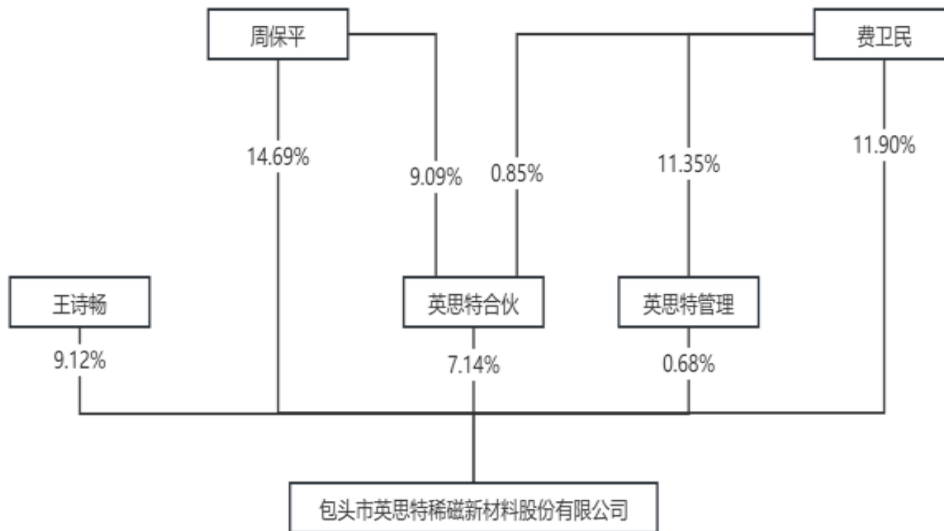 周保平
费卫民
14.69%
9.09%
0.85%
11.35%
11.90%
王诗畅
英思特合伙
英思特管理
9.12%
7.14%
0.68%
包头市英思特稀磁新材料股份有限公司